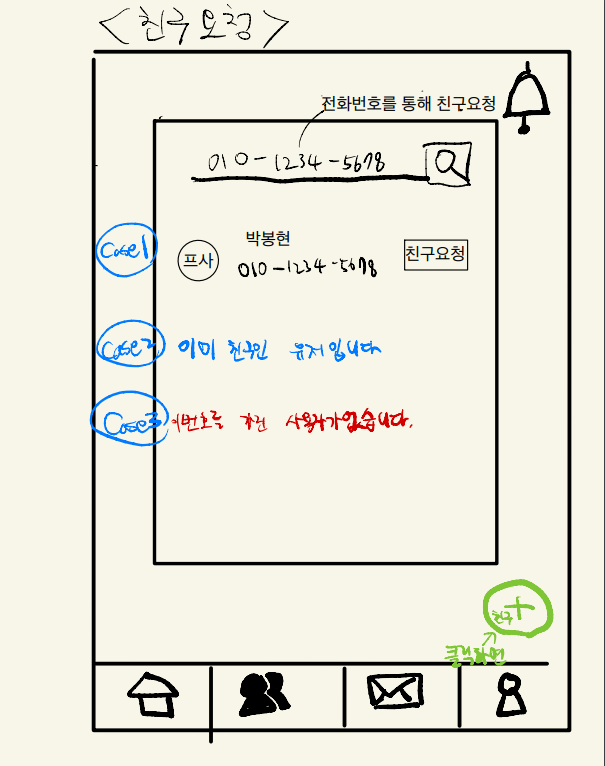 <친구 요청>
전화번호를 통해 친구요청
010-1234-5678
case1
프사
박봉현
010-1234-5678
친구요청
case2 이미 친구인 유저입니다
case3 이번호를 가진 사용자가 없습니다.
친구+
클릭하면